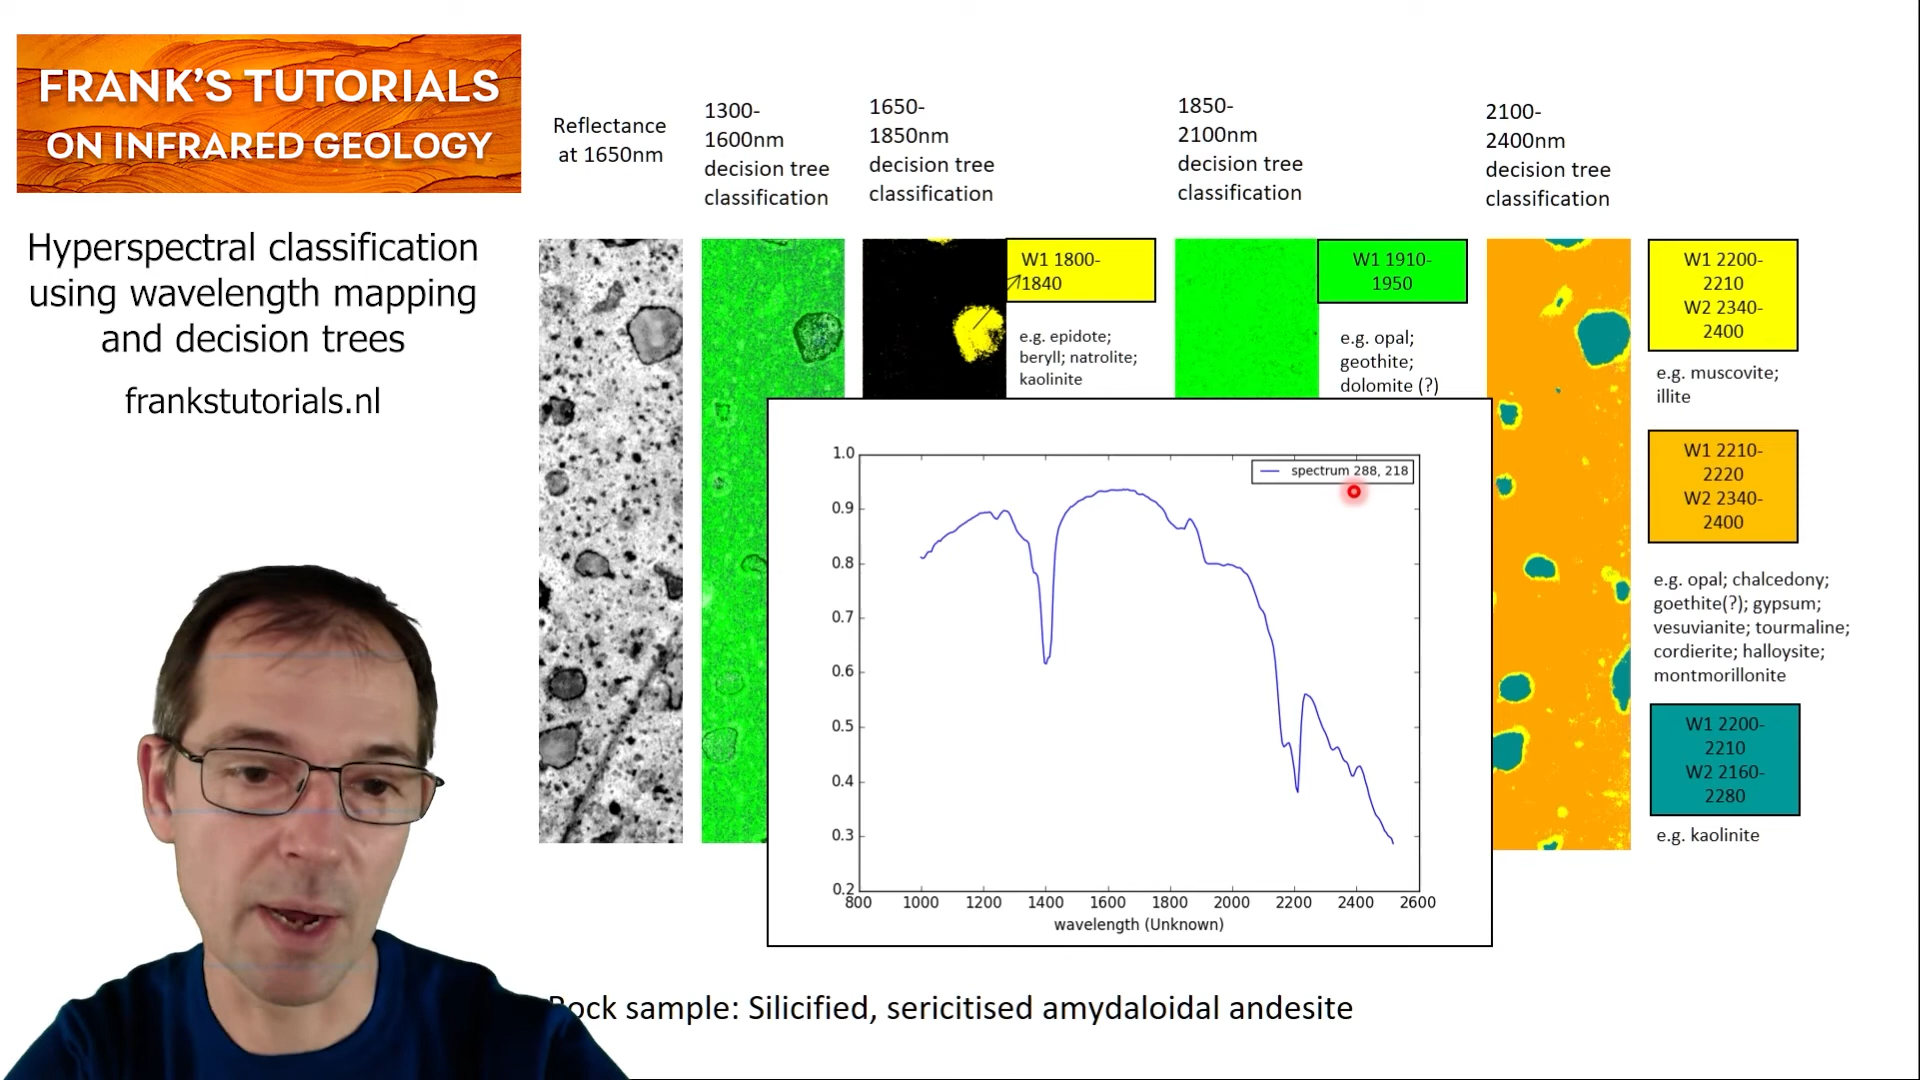 FRANK'S TUTORIALS
ON INFRARED GEOLOGY
Hyperspectral classification
using wavelength mapping
and decision trees
frankstutorials.nl
Reflectance
at 1650nm
1300-
1600nm
decision tree
classification
1650-
1850nm
decision tree
classification
1850-
2100nm
decision tree
classification
2100-
2400nm
decision tree
classification
W1 1800-
1840
e.g. epidote;
beryll; natrolite;
kaolinite
W1 1910-
1950
e.g. opal;
geothite;
dolomite (?)
W1 2200-
2210
W2 2340-
2400
e.g. muscovite;
illite
W1 2210-
2220
W2 2340-
2400
e.g. opal; chalcedony;
goethite(?); gypsum;
vesuvianite; tourmaline;
cordierite; halloysite;
montmorillonite
W1 2200-
2210
W2 2160-
2280
e.g. kaolinite
spectrum 288, 218
1.0
0.9
0.8
0.7
0.6
0.5
0.4
0.3
0.2
800 1000 1200 1400 1600 1800 2000 2200 2400 2600
wavelength (Unknown)
Rock sample: Silicified, sericitised amydaloidal andesite